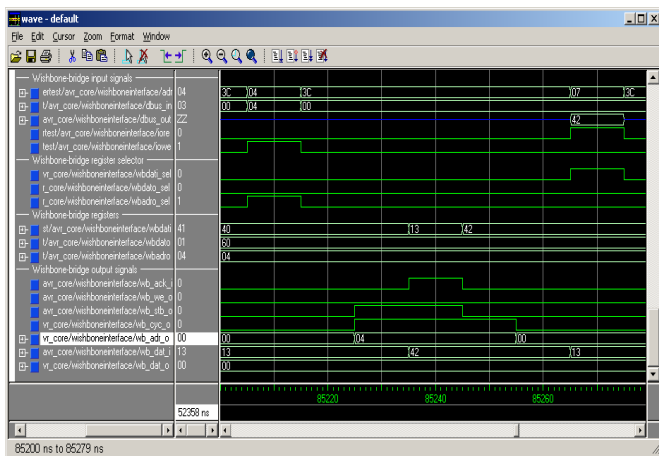 wave - default
File Edit Cursor Zoom Format Window
Wishbone-bridge input signals
ertest/avr_core/wishboneinterface/adr 04 3C 04 3C 07 3C
t/avr_core/wishboneinterface/dbus_in 03 00 04 00
avr_core/wishboneinterface/dbus_out ZZ 42
rtest/avr_core/wishboneinterface/iore 0
test/avr_core/wishboneinterface/iowe 1
Wishbone-bridge register selector
vr_core/wishboneinterface/wbdati_sel 0
r_core/wishboneinterface/wbdato_sel 0
r_core/wishboneinterface/wbadro_sel 1
Wishbone-bridge registers
st/avr_core/wishboneinterface/wbdati 41 40 13 42
t/avr_core/wishboneinterface/wbdato 01 60
t/avr_core/wishboneinterface/wbadro 04 04
Wishbone-bridge output signals
avr_core/wishboneinterface/wb_ack_i 0
avr_core/wishboneinterface/wb_we_o 0
avr_core/wishboneinterface/wb_stb_o 0
vr_core/wishboneinterface/wb_cyc_o 0
vr_core/wishboneinterface/wb_adr_o 00 00 04 00
avr_core/wishboneinterface/wb_dat_i 13 13 42 13
vr_core/wishboneinterface/wb_dat_o 00 00
85220 85240 85260
52358 ns
85200 ns to 85279 ns